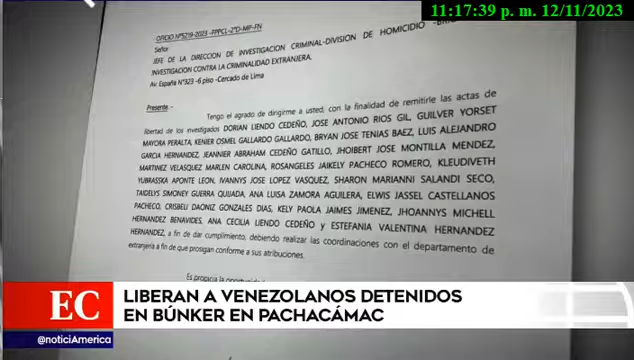 11:17:39 p. m. 12/11/2023
OFICIO N°5219-2023 -FPPCL-2°D-MP-FN
Señor
JEFE DE LA DIRECCION DE INVESTIGACION CRIMINAL-DIVISION DE HOMICIDIO
INVESTIGACION CONTRA LA CRIMINALIDAD EXTRANJERA.
Av. España N°323 -6 piso -Cercado de Lima
Presente.-
Tengo el agrado de dirigirme a usted, con la finalidad de remitirle las actas de
libertad de los investigados DORIAN LIENDO CEDEÑO, JOSE ANTONIO RIOS GIL, GUILVER YORSET
MAYORA PERALTA, KENIER OSMEL GALLARDO GALLARDO, BRYAN JOSE TENIAS BAEZ, LUIS ALEJANDRO
GARCIA HERNANDEZ, JEANNIER ABRAHAM CEDEÑO GATILLO, JHOIBERT JOSE MONTILLA MENDEZ,
MARTINEZ VELASQUEZ MARLEN CAROLINA, ROSANGELES JAIKELY PACHECO ROMERO, KLEUDIVETH
YUBRASSKA APONTE LEON, IVANNYS JOSE LOPEZ VASQUEZ, SHARON MARIANNI SALANDI SECO,
TAIDELYS SIMONEY GUERRA QUIJADA, ANA LUISA ZAMORA AGUILERA, ELWIS JASSEL CASTELLANOS
PACHECO, CRISBELI DAONIZ GONZALES DIAS, KELY PAOLA JAIMES JIMENEZ, JHOANNYS MICHELL
HERNANDEZ BENAVIDES, ANA CECILIA LIENDO CEDEÑO y ESTEFANIA VALENTINA HERNANDEZ
HERNANDEZ, a fin de dar cumplimiento, debiendo realizar las coordinaciones con el departamento de
extranjería a fin de que prosigan conforme a sus atribuciones.
Es propicia la
EC
LIBERAN A VENEZOLANOS DETENIDOS
EN BÚNKER EN PACHACÁMAC
@noticiAmerica